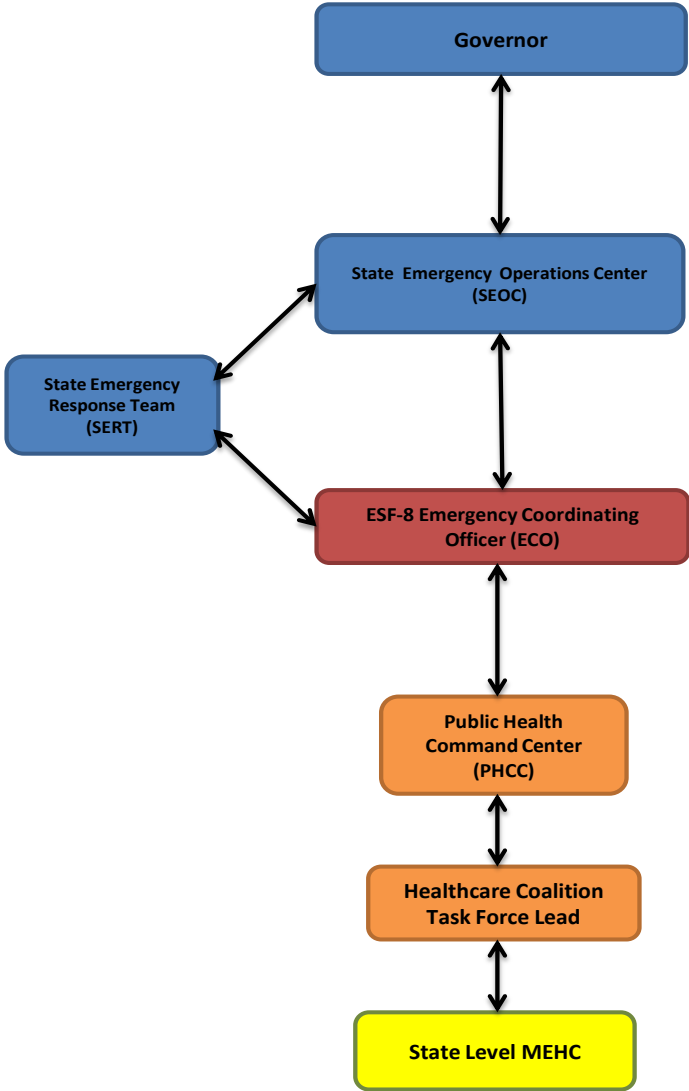 Governor
State Emergency Operations Center
(SEOC)
State Emergency
Response Team
(SERT)
ESF-8 Emergency Coordinating
Officer (ECO)
Public Health
Command Center
(PHCC)
Healthcare Coalition
Task Force Lead
State Level MEHC